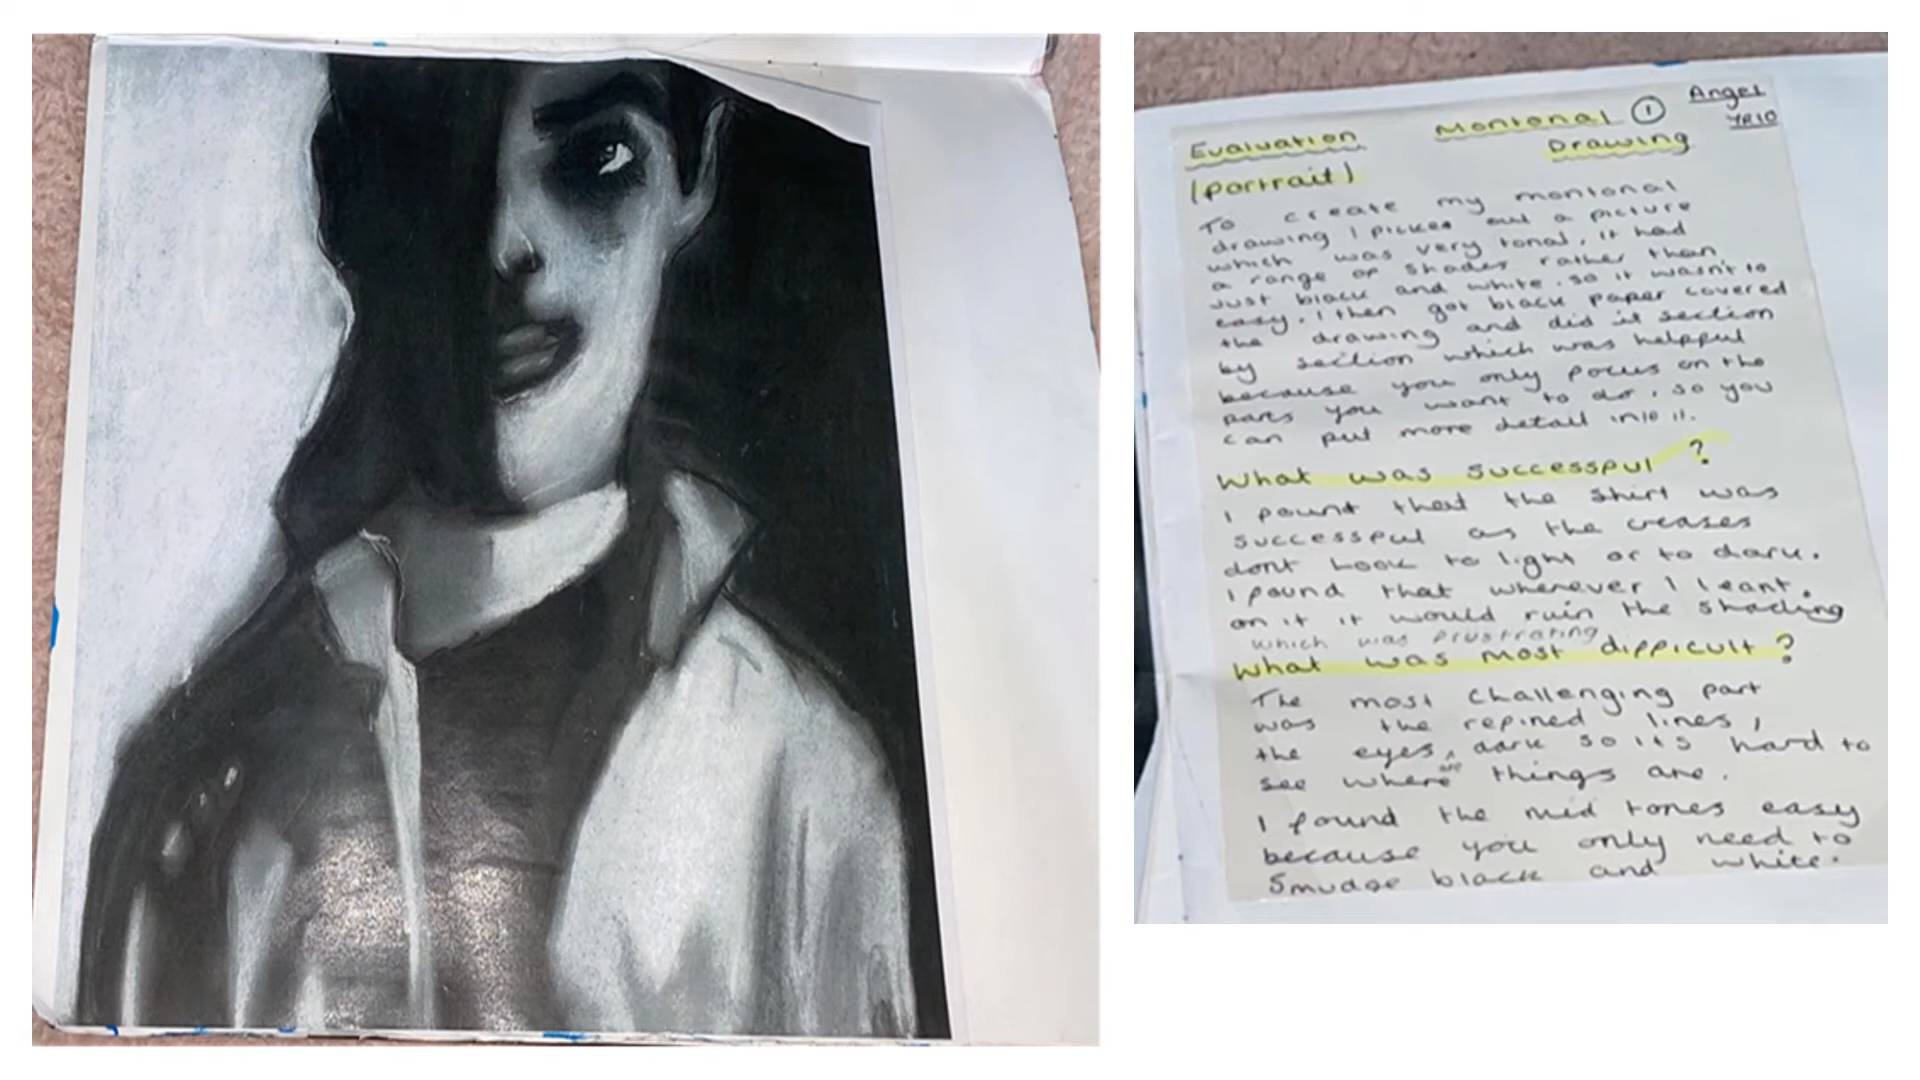 Evaluation Montonal ① Angel
Drawing YR10
(portrait)
To create my montonal
drawing I picked out a picture
which was very tonal, it had
a range of shades rather than
just black and white. so it wasn't to
easy. I then got black paper covered
the drawing and did it section
by section which was helpful
because you only focus on the
parts you want to do, so you
can put more detail into it.
What was successful?
I found that the shirt was
successful as the creases
dont look to light or to dark.
I found that whenever I leant
on it it would ruin the shading
which was frustrating
What was most difficult?
The most challenging part
was the refined lines,
the eyes, dark so its hard to
see where things are.
I found the mid tones easy
because you only need to
smudge black and white.